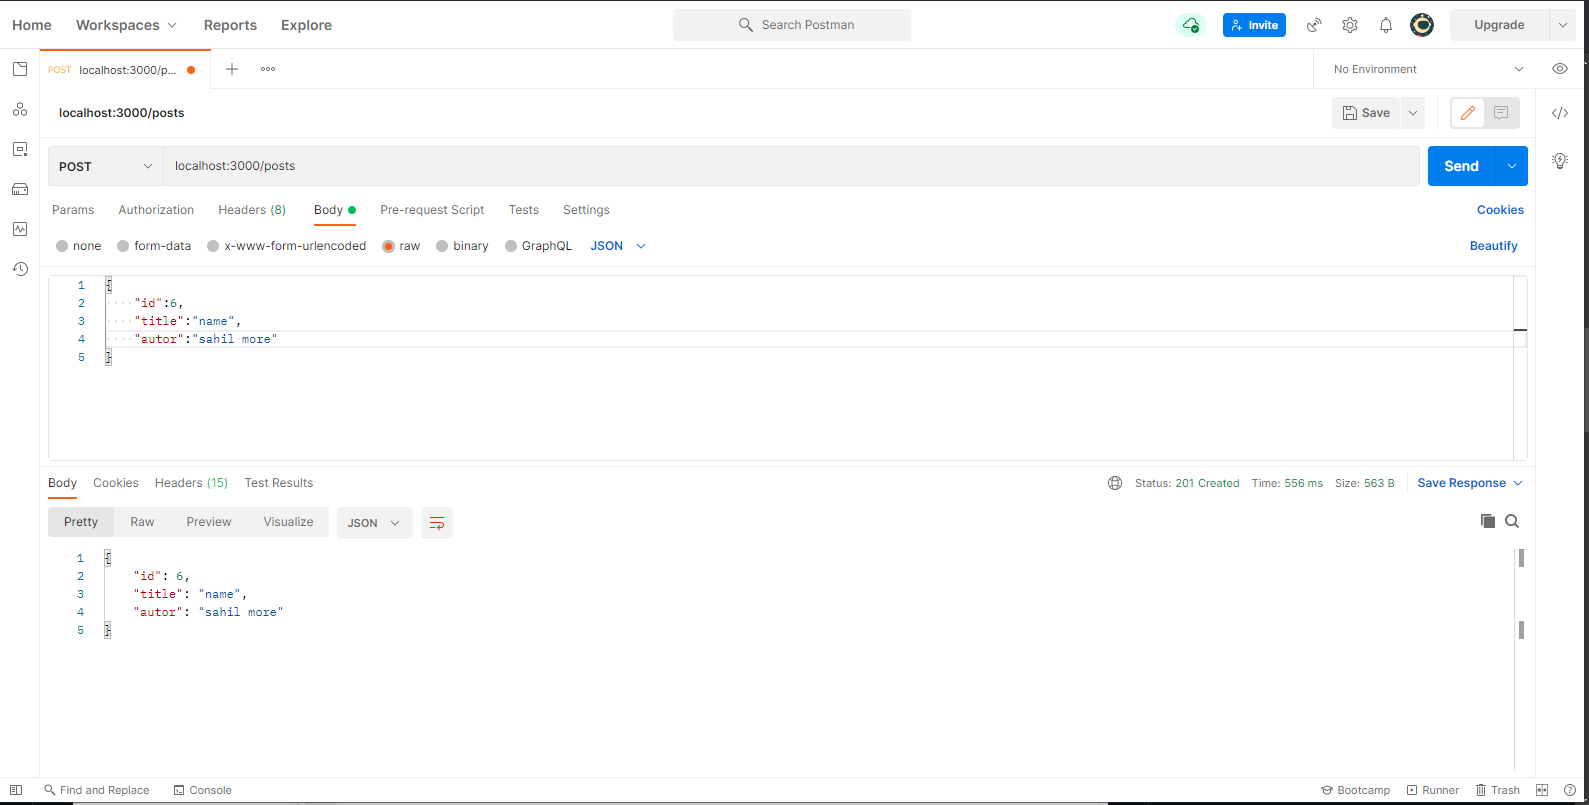 Home Workspaces Reports Explore Search Postman Invite Upgrade
POST localhost:3000/p... No Environment
localhost:3000/posts Save
POST localhost:3000/posts Send
Params Authorization Headers (8) Body Pre-request Script Tests Settings Cookies
none form-data x-www-form-urlencoded raw binary GraphQL JSON Beautify
1 {
2 "id":6,
3 "title":"name",
4 "autor":"sahil more"
5 }
Body Cookies Headers (15) Test Results Status: 201 Created Time: 556 ms Size: 563 B Save Response
Pretty Raw Preview Visualize JSON
1 {
2 "id": 6,
3 "title": "name",
4 "autor": "sahil more"
5 }
Find and Replace Console Bootcamp Runner Trash